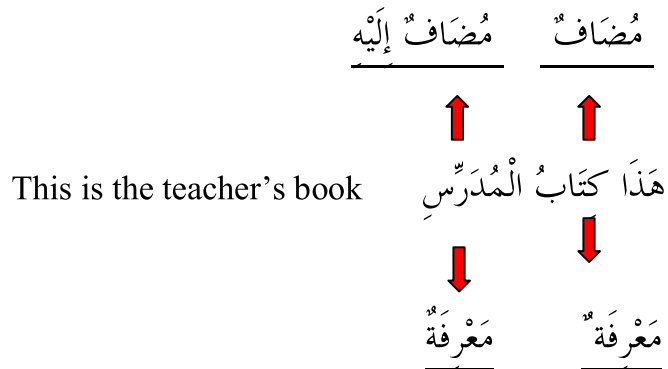 مُضَافٌ مُضَافٌ إِلَيْهِ
This is the teacher's book هَذَا كِتَابُ الْمُدَرِّسِ
مَعْرِفَة ٌ مَعْرِفَةٌ